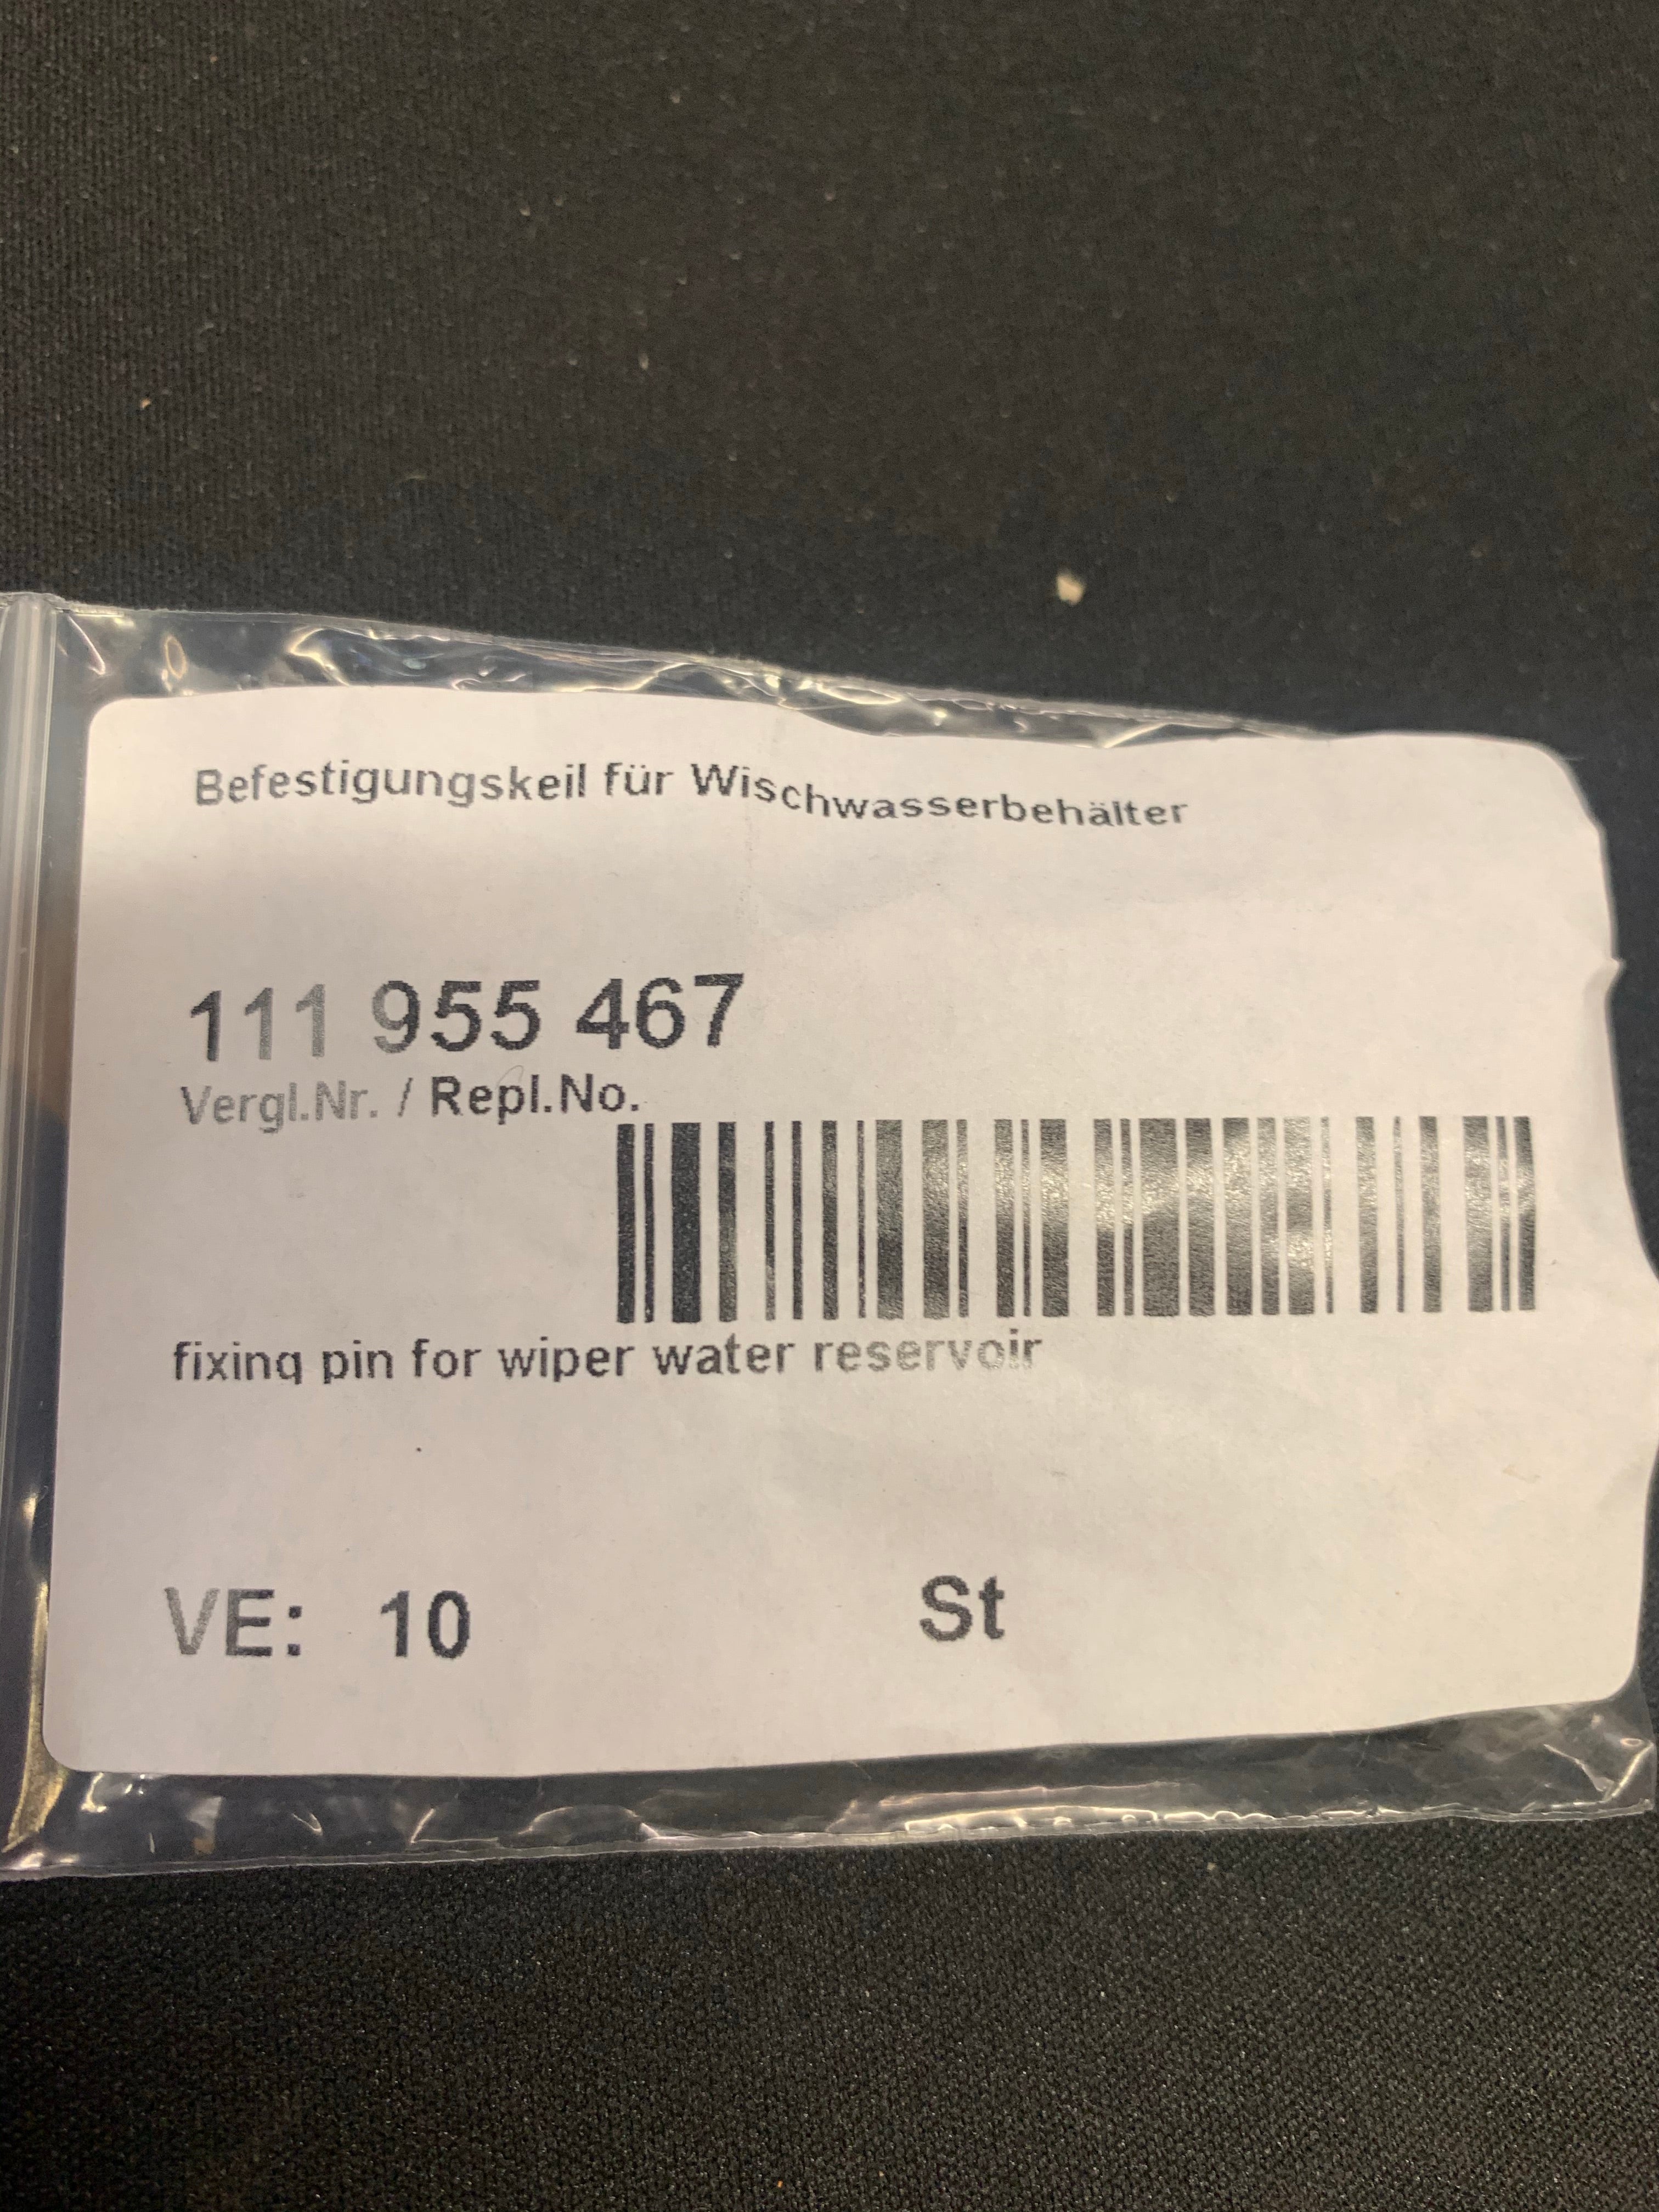 Befestigungskeil für Wischwasserbehälter
111 955 467
Vergl.Nr. / Repl.No.
fixing pin for wiper water reservoir
VE: 10 St